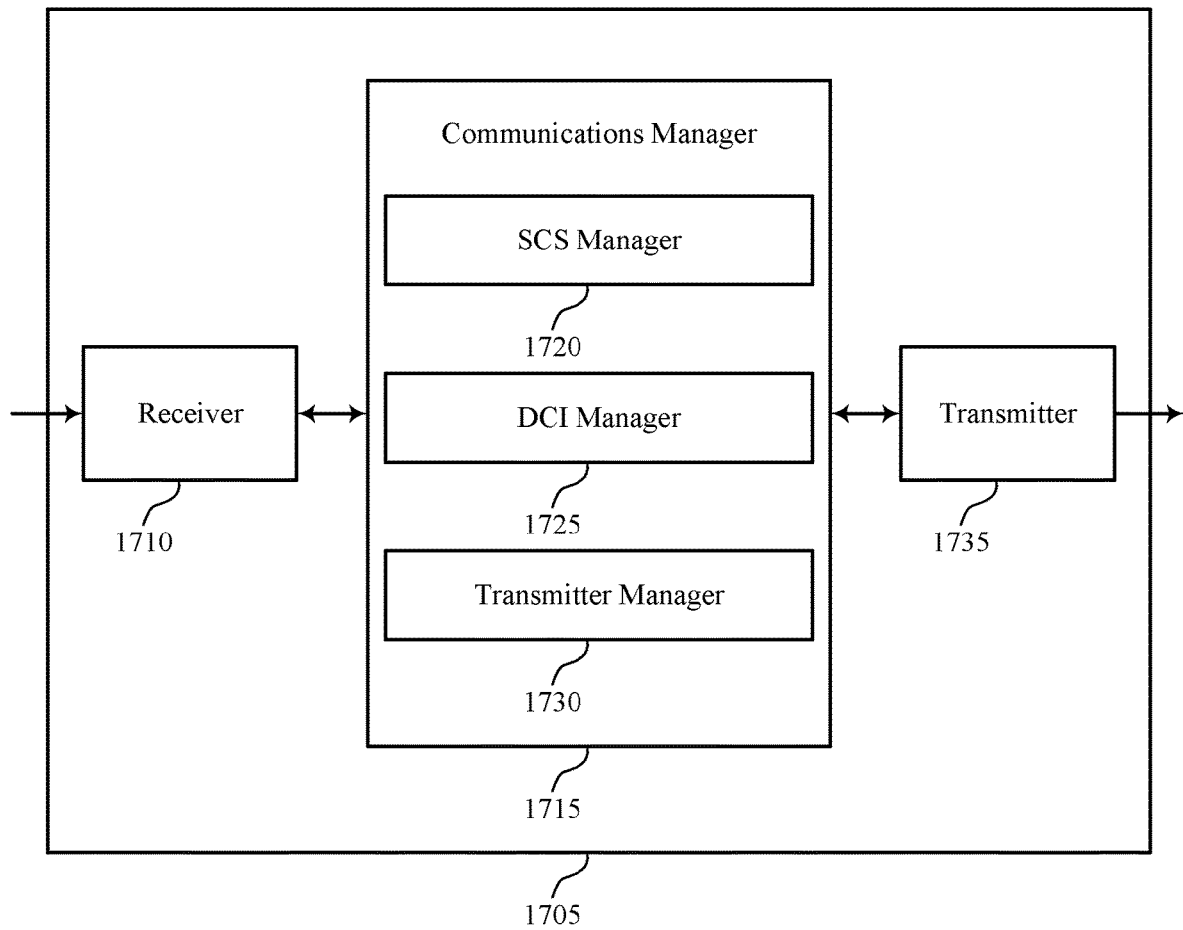 Communications Manager
SCS Manager
1720
Receiver
1710
DCI Manager
1725
Transmitter
1735
Transmitter Manager
1730
1715
1705